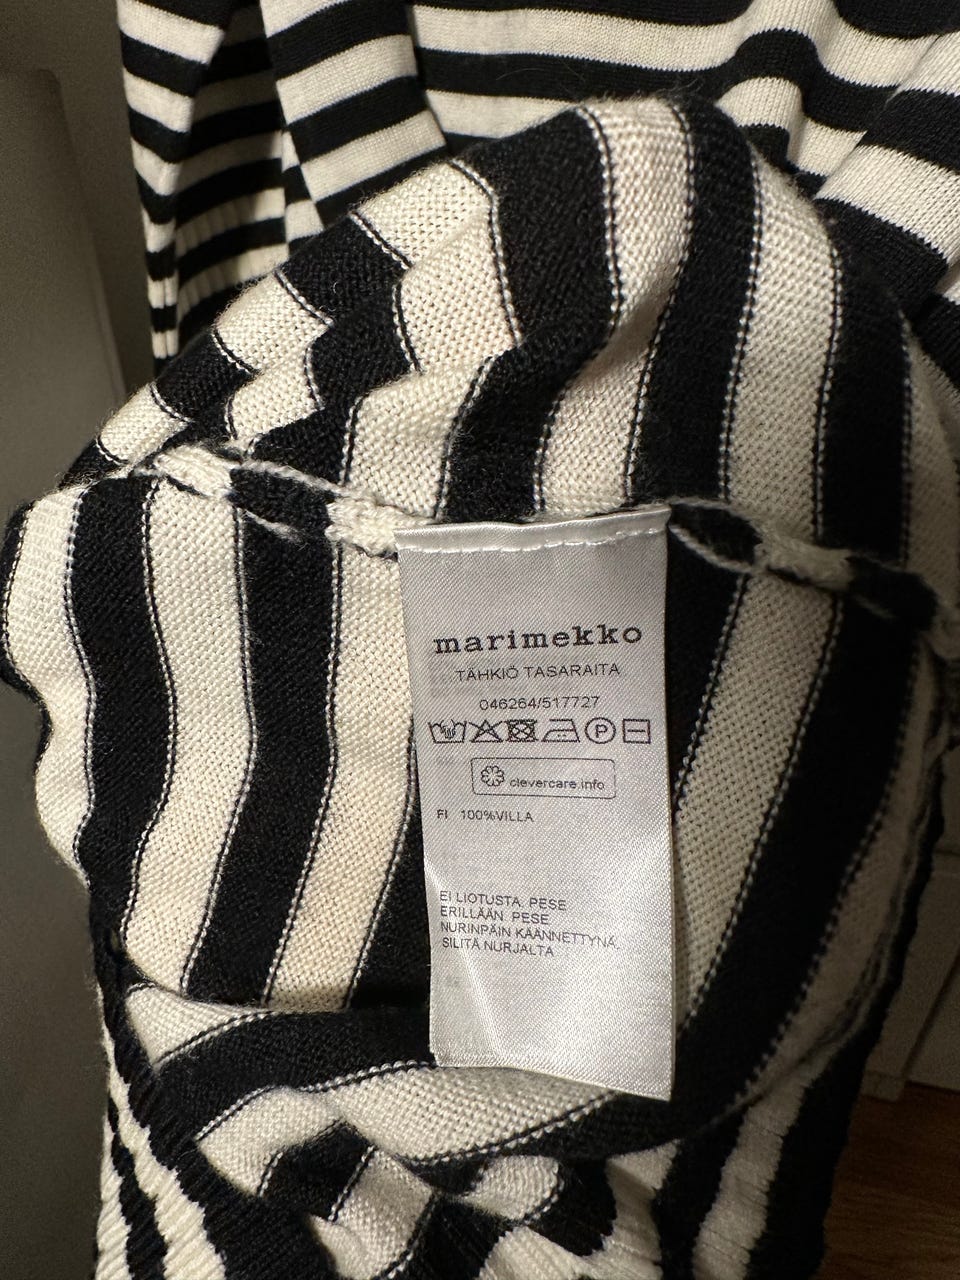 marimekko
TÄHKIÖ TASARAITA
046264/517727
P
clevercare.info
FI 100%VILLA
EI LIOTUSTA. PESE
ERILLÄÄN. PESE
NURINPÄIN KÄÄNNETTYNÄ.
SILITÄ NURJALTA